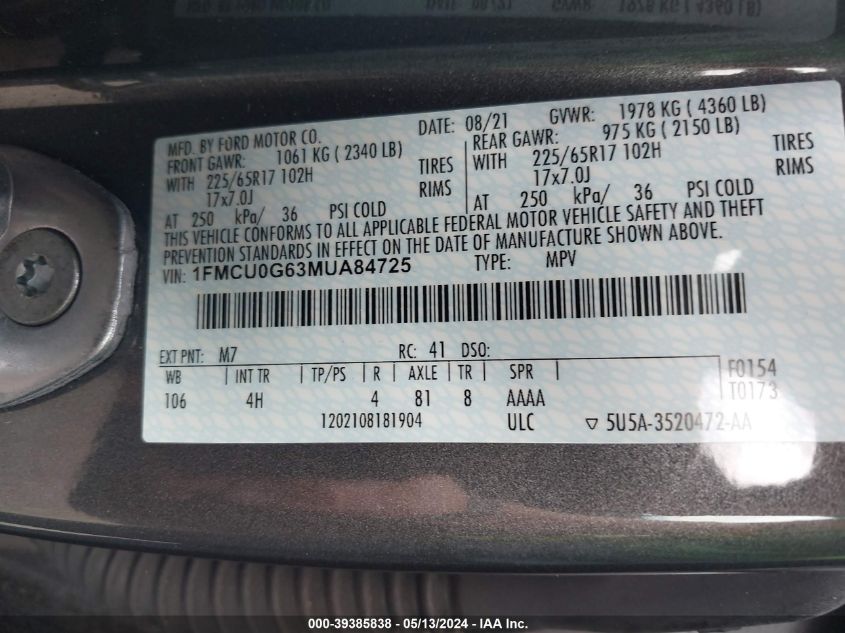 MFD. BY FORD MOTOR CO. DATE: 08/21 GVWR: 1978 KG ( 4360 LB)
FRONT GAWR: 1061 KG ( 2340 LB) REAR GAWR: 975 KG ( 2150 LB)
WITH 225/65R17 102H TIRES WITH 225/65R17 102H TIRES
17x7.0J RIMS 17x7.0J RIMS
AT 250 kPa/ 36 PSI COLD AT 250 kPa/ 36 PSI COLD
THIS VEHICLE CONFORMS TO ALL APPLICABLE FEDERAL MOTOR VEHICLE SAFETY AND THEFT
PREVENTION STANDARDS IN EFFECT ON THE DATE OF MANUFACTURE SHOWN ABOVE.
VIN: 1FMCU0G63MUA84725 TYPE: MPV
EXT PNT: M7 RC: 41 DSO:
WB INT TR TP/PS R AXLE TR SPR F0154
106 4H 4 81 8 AAAA T0173
1202108181904 ULC ▽ 5U5A-3520472-AA
000-39385838 - 05/13/2024 - IAA Inc.